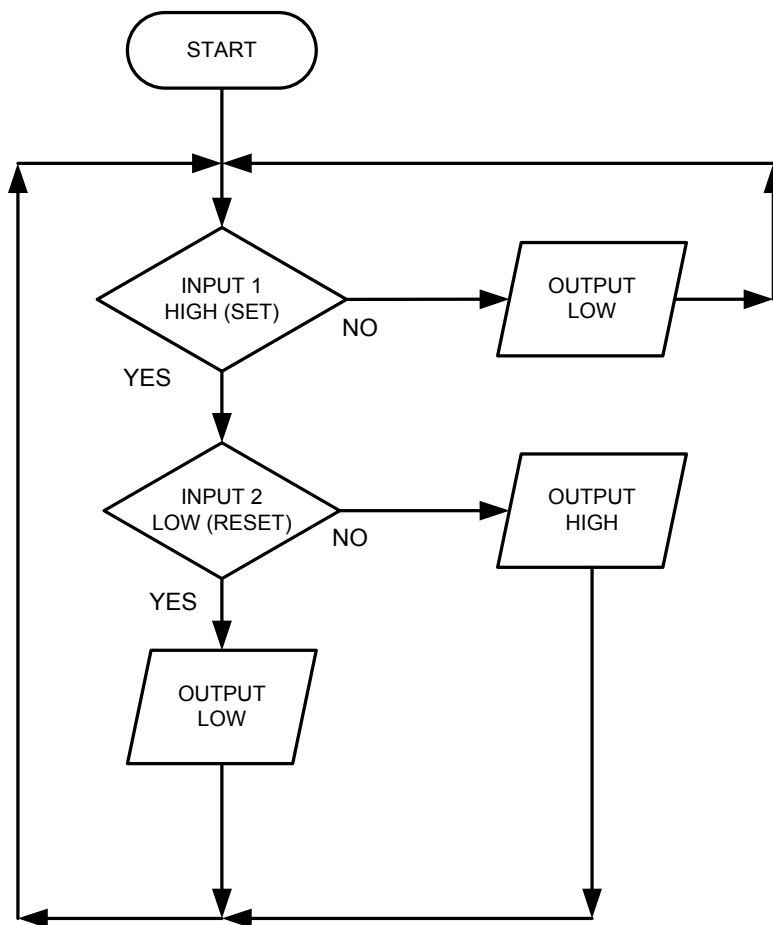 START
INPUT 1
HIGH (SET)
NO
OUTPUT
LOW
YES
INPUT 2
LOW (RESET)
NO
OUTPUT
HIGH
YES
OUTPUT
LOW